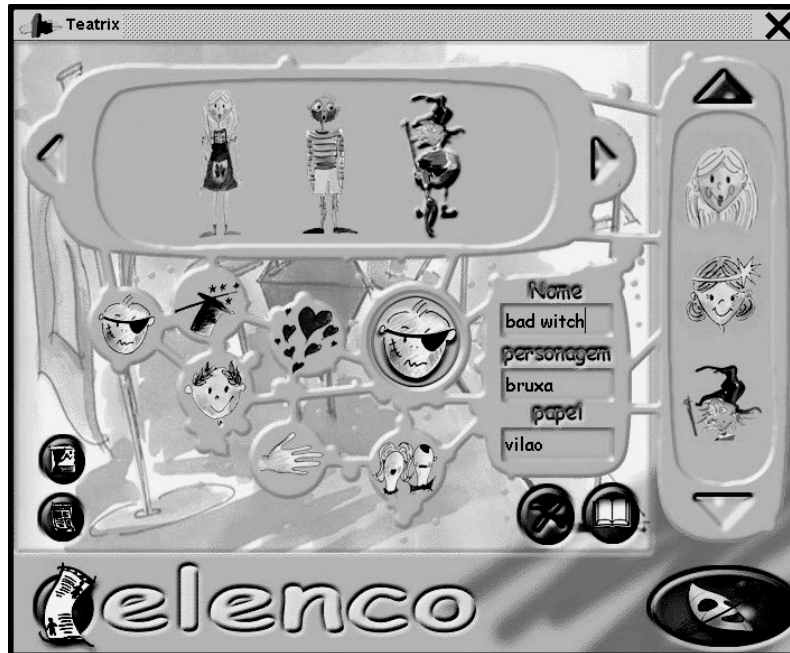 Teatrix
Nome
bad witch
personagem
bruxa
papel
vilao
elenco